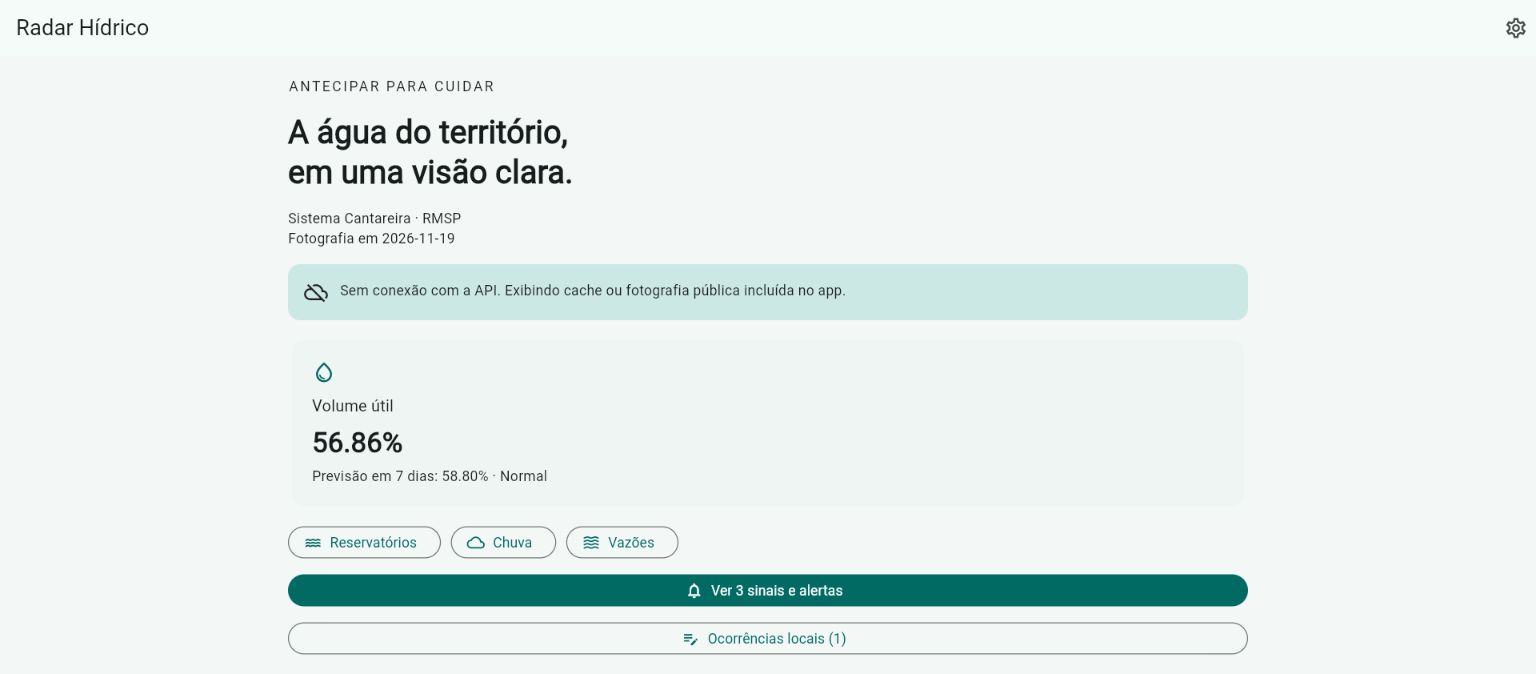 Radar Hídrico
ANTECIPAR PARA CUIDAR
A água do território,
em uma visão clara.
Sistema Cantareira · RMSP
Fotografia em 2026-11-19
Sem conexão com a API. Exibindo cache ou fotografia pública incluída no app.
Volume útil
56.86%
Previsão em 7 dias: 58.80% · Normal
Reservatórios
Chuva
Vazões
Ver 3 sinais e alertas
Ocorrências locais (1)